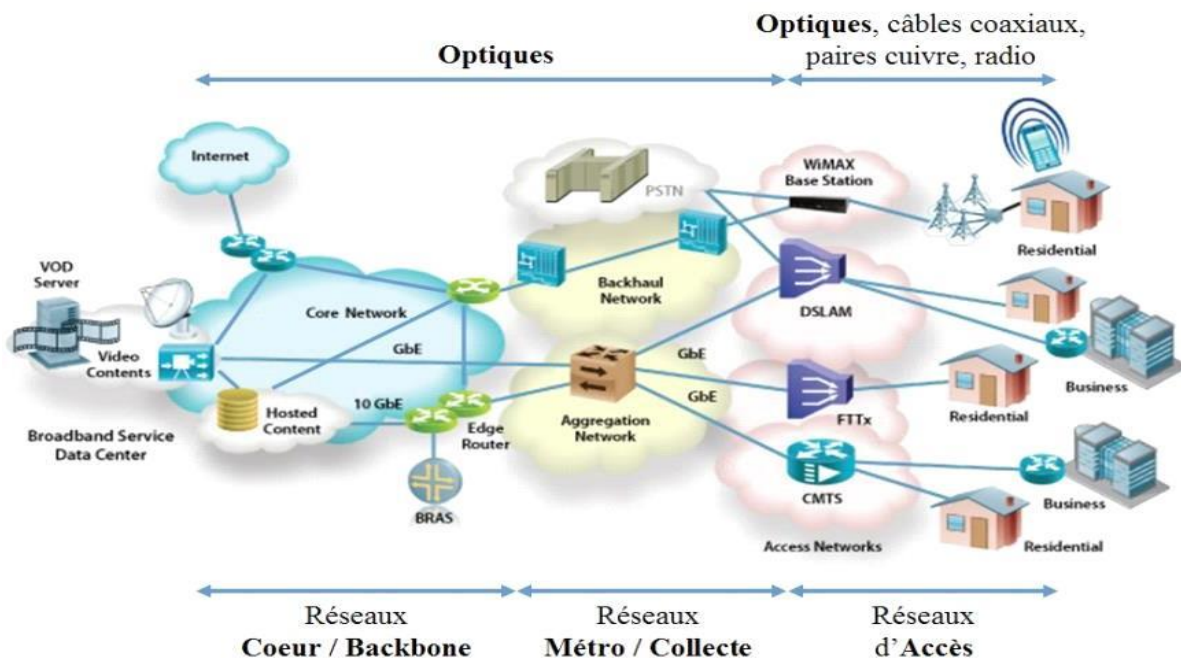 Optiques
Optiques, câbles coaxiaux,
paires cuivre, radio
Internet
PSTN
WiMAX
Base Station
Residential
VOD
Server
Core Network
Backhaul
Network
DSLAM
Video
Contents
GbE
GbE
Hosted
Content
10 GbE
Edge
Router
Aggregation
Network
GbE
FTTx
Residential
Business
Broadband Service
Data Center
BRAS
CMTS
Business
Access Networks
Residential
Réseaux
Coeur / Backbone
Réseaux
Métro / Collecte
Réseaux
d’Accès